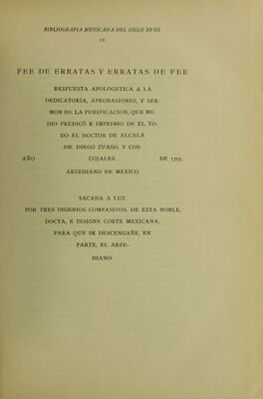 BIBLIOGRAFIA MEXICANA DEL SIGLO XVIII.
11
FEE DE ERRATAS Y ERRATAS DE FEE
RESPUESTA APOLOGETICA A LA
DEDICATORIA, APROBASIONES, Y SER-
MON DE LA PURIFICACION, QUE ME-
DIO PREDICÓ E IMPRIMIO DE EL TO-
DO EL DOCTOR DE ALCALÁ
DN. DIEGO ZUASO, Y COS-
AÑO COJALES. DE 1703
ARZEDIANO DE MEXICO
SACADA A LUZ
POR TRES INGENIOS COMPASIVOS, DE ESTA NOBLE,
DOCTA, E INSIGNE CORTE MEXICANA,
PARA QUE SE DESCENGAÑE, EN
PARTE, EL ARZE-
DIANO